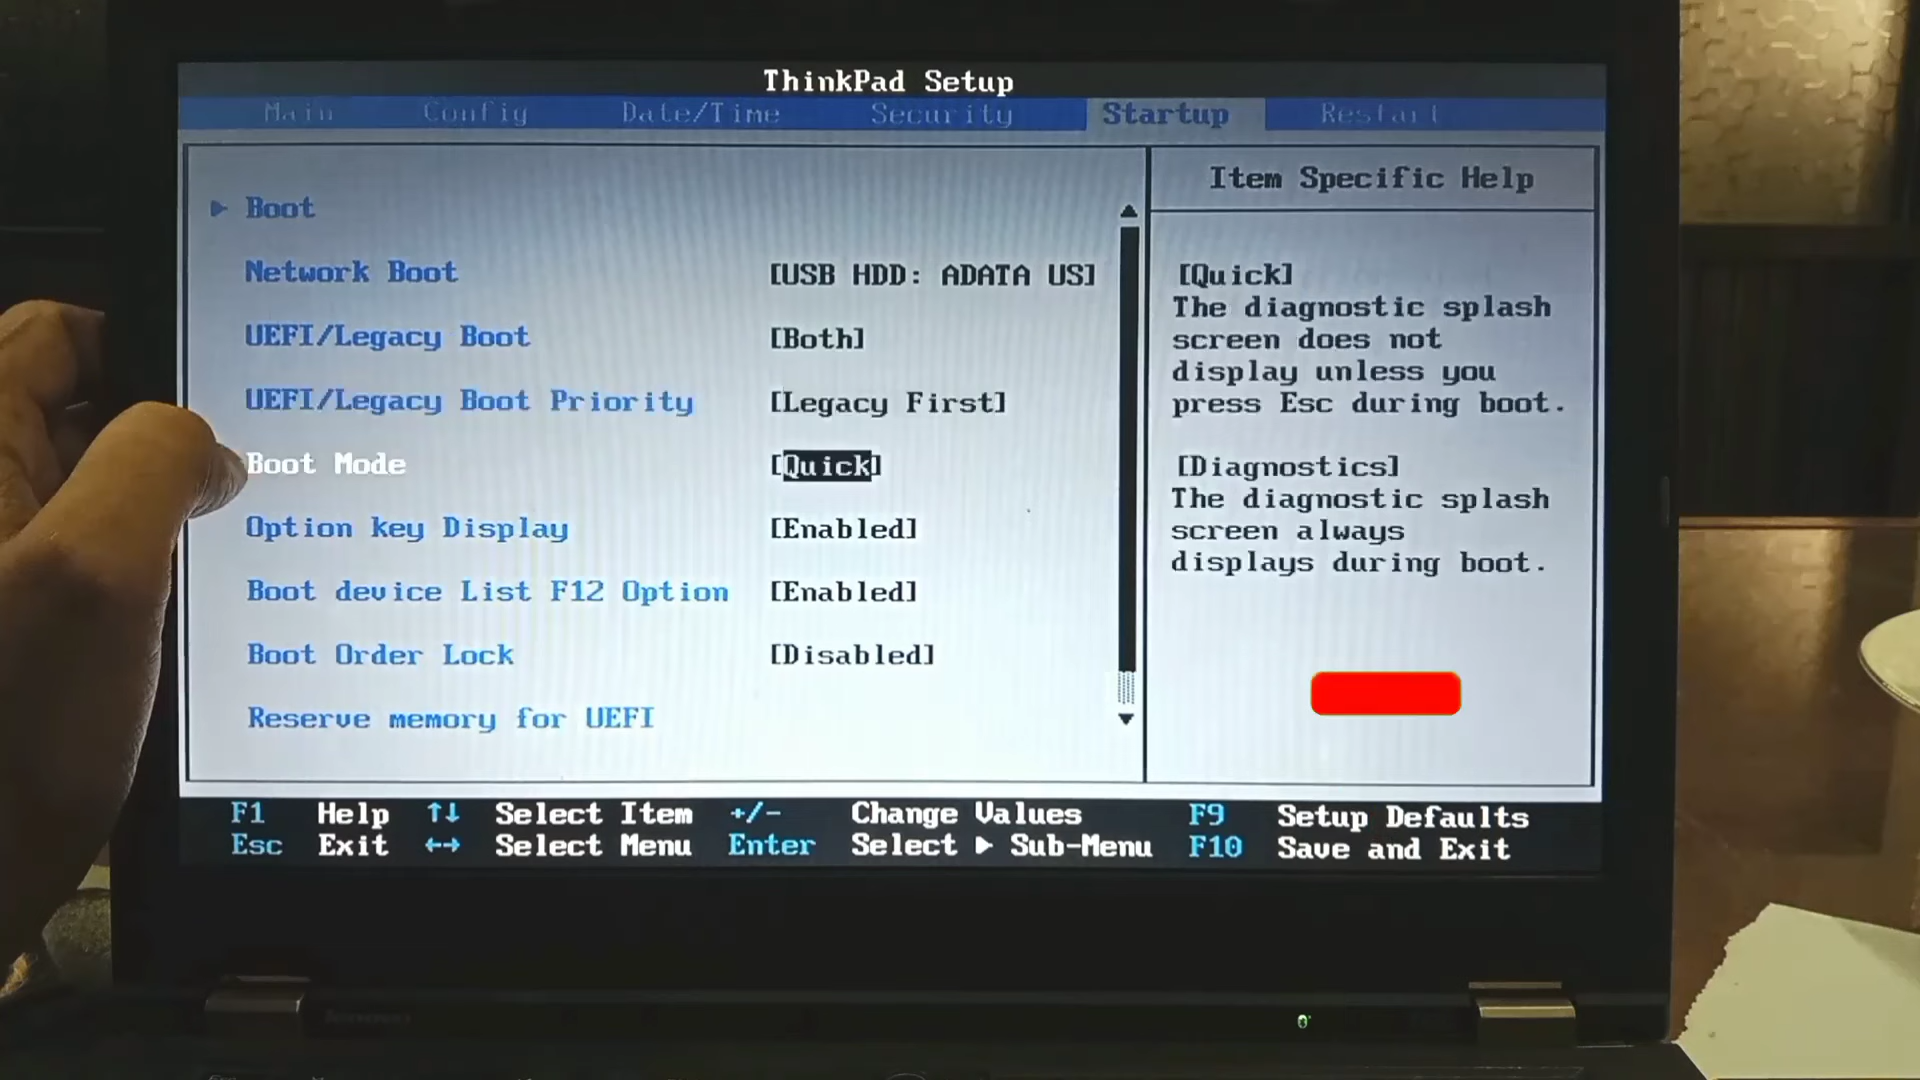 ThinkPad Setup
Main Config Date/Time Security Startup Restart
Boot
Network Boot [USB HDD: ADATA US]
UEFI/Legacy Boot [Both]
UEFI/Legacy Boot Priority [Legacy First]
Boot Mode [Quick]
Option key Display [Enabled]
Boot device List F12 Option [Enabled]
Boot Order Lock [Disabled]
Reserve memory for UEFI
Item Specific Help
[Quick]
The diagnostic splash
screen does not
display unless you
press Esc during boot.
[Diagnostics]
The diagnostic splash
screen always
displays during boot.
F1 Help ↑↓ Select Item +/- Change Values F9 Setup Defaults
Esc Exit ←→ Select Menu Enter Select ▶ Sub-Menu F10 Save and Exit